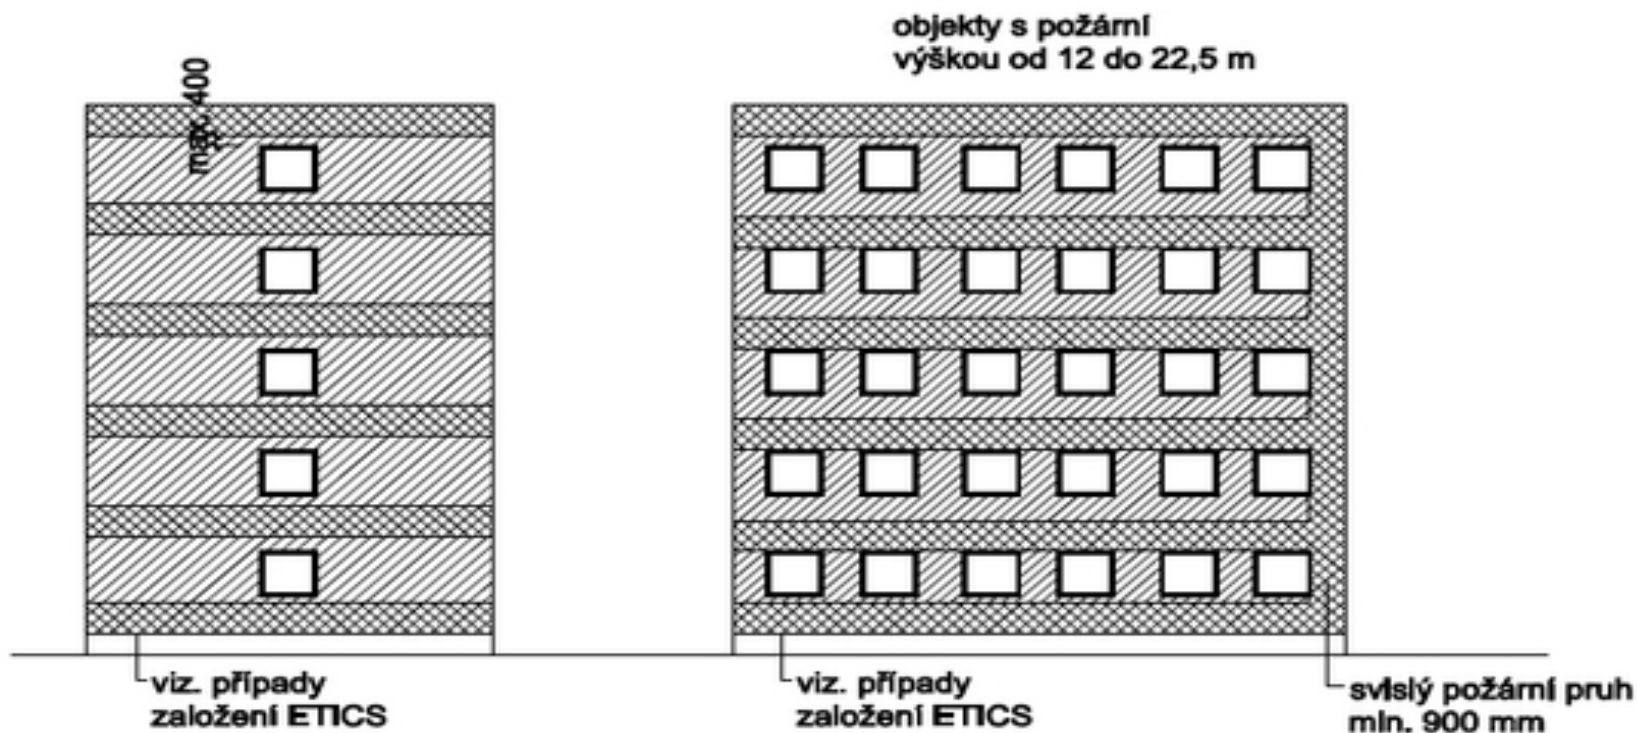 objekty s požární
výškou od 12 do 22,5 m
max. 400
viz. případy
založení ETICS
viz. případy
založení ETICS
svislý požární pruh
min. 900 mm